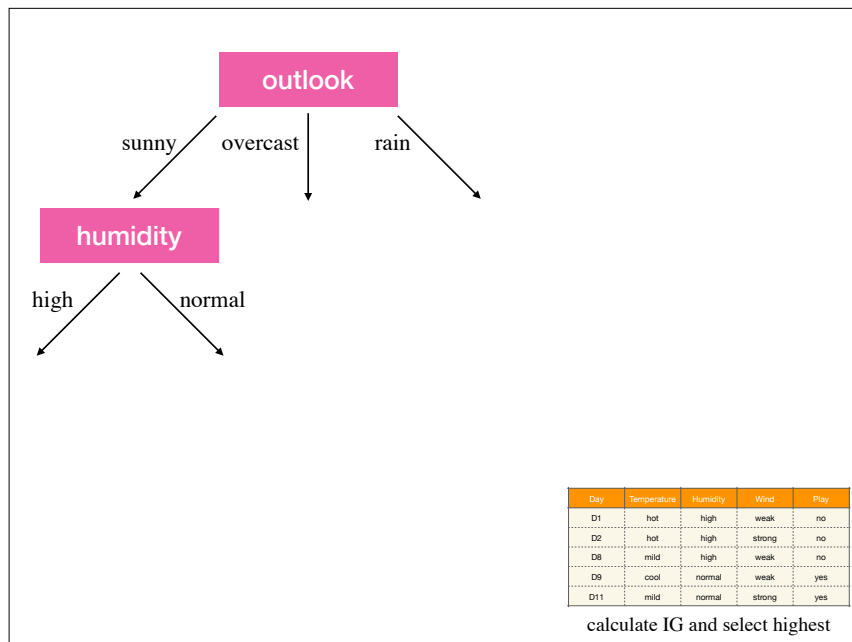 outlook
sunny overcast rain
humidity
high normal
Day Temperature Humidity Wind Play
D1 hot high weak no
D2 hot high strong no
D8 mild high weak no
D9 cool normal weak yes
D11 mild normal strong yes
calculate IG and select highest